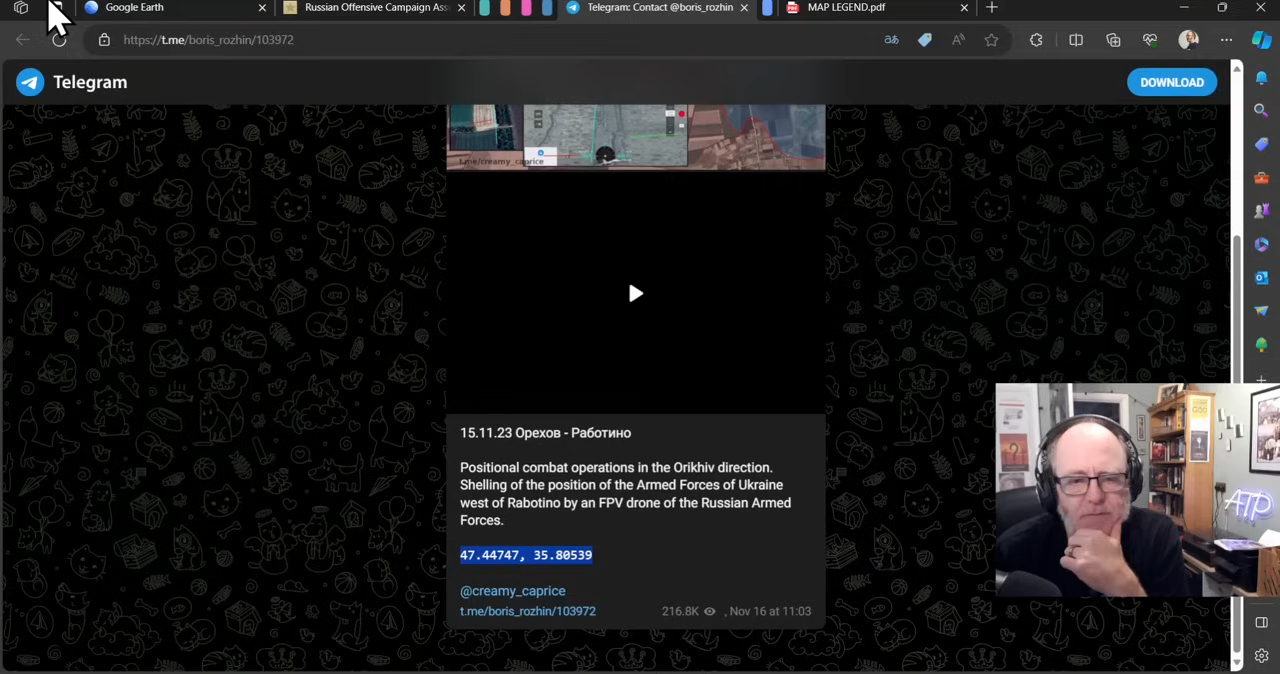 Google Earth
Russian Offensive Campaign Ass
Telegram: Contact @boris_rozhin
MAP LEGEND.pdf
https://t.me/boris_rozhin/103972
Telegram
DOWNLOAD
t.me/creamy_caprice
15.11.23 Орехов - Работино
Positional combat operations in the Orikhiv direction.
Shelling of the position of the Armed Forces of Ukraine
west of Rabotino by an FPV drone of the Russian Armed
Forces.
47.44747, 35.80539
@creamy_caprice
t.me/boris_rozhin/103972
216.8K , Nov 16 at 11:03
ATP